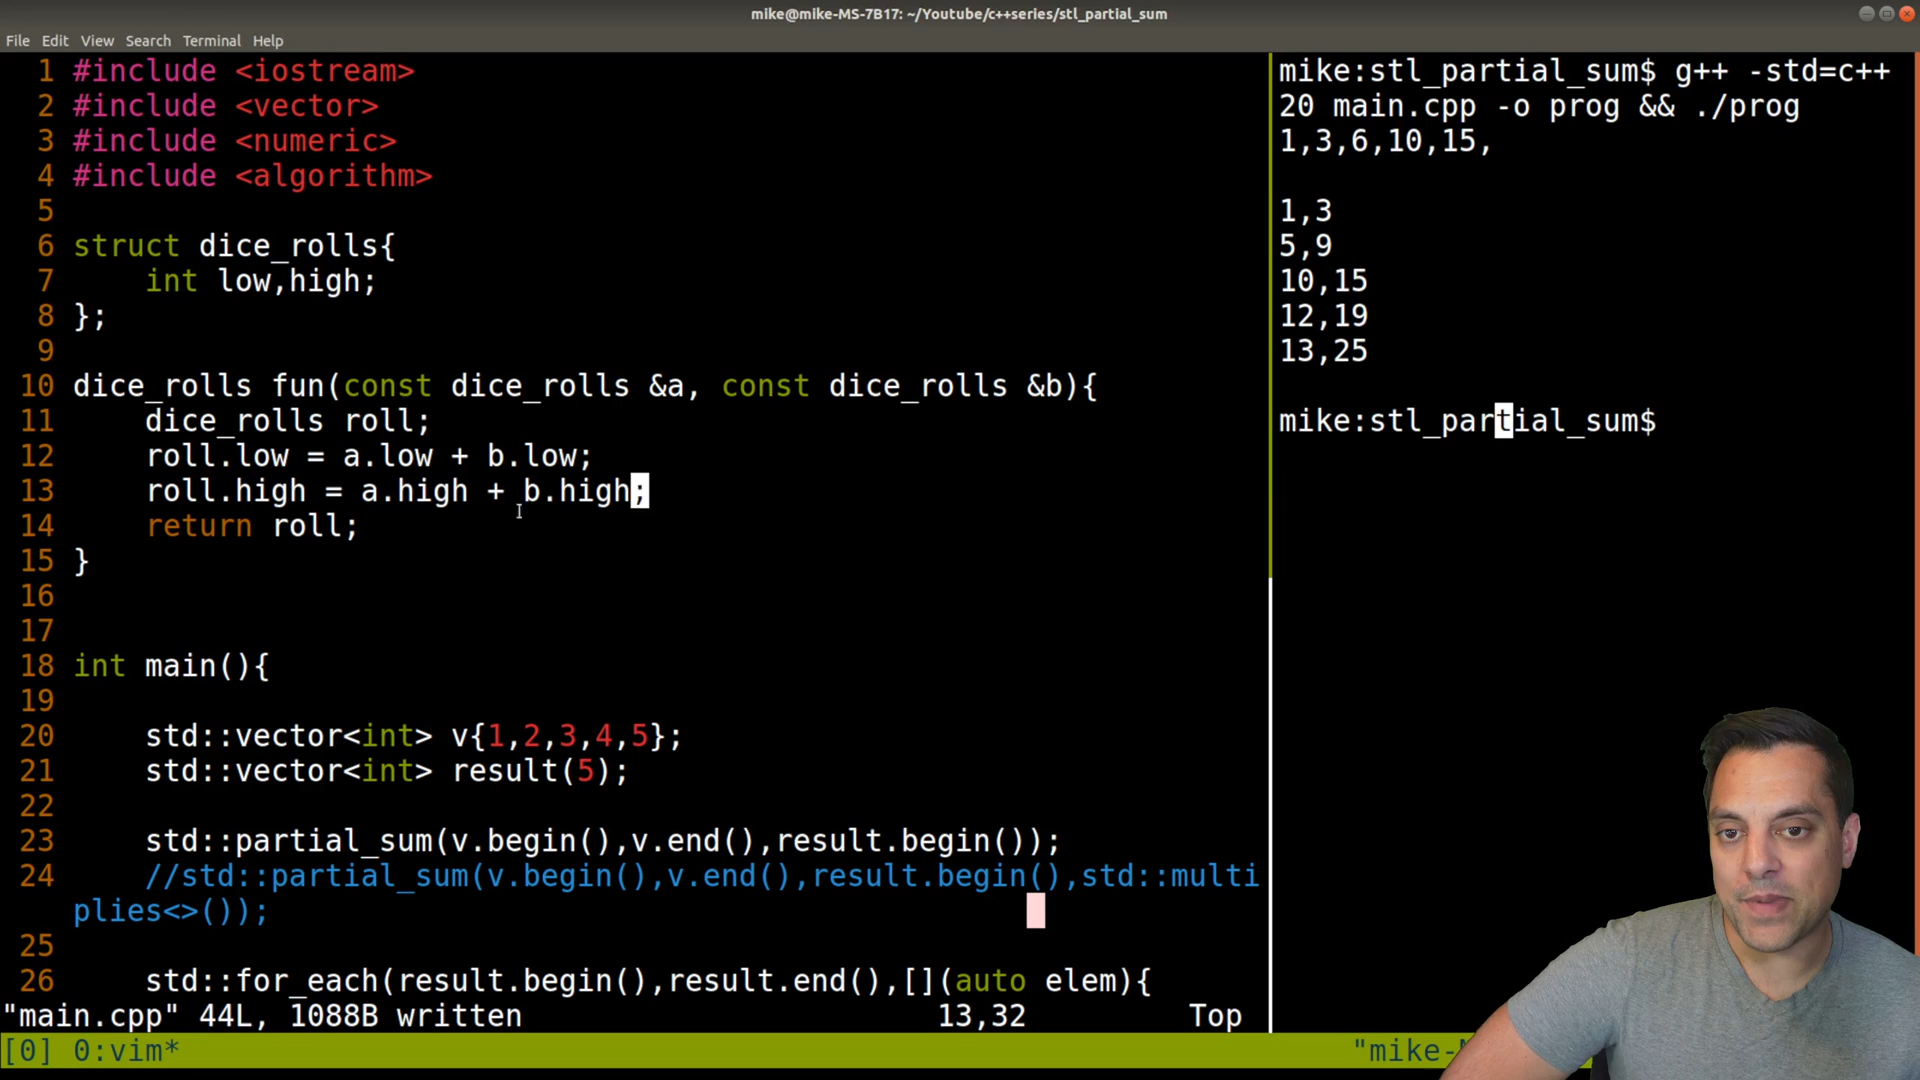 mike@mike-MS-7B17: ~/Youtube/c++series/stl_partial_sum
File Edit View Search Terminal Help
1 #include <iostream>
2 #include <vector>
3 #include <numeric>
4 #include <algorithm>
5
6 struct dice_rolls{
7     int low,high;
8 };
9
10 dice_rolls fun(const dice_rolls &a, const dice_rolls &b){
11     dice_rolls roll;
12     roll.low = a.low + b.low;
13     roll.high = a.high + b.high;
14     return roll;
15 }
16
17
18 int main(){
19
20     std::vector<int> v{1,2,3,4,5};
21     std::vector<int> result(5);
22
23     std::partial_sum(v.begin(),v.end(),result.begin());
24     //std::partial_sum(v.begin(),v.end(),result.begin(),std::multi
plies<>());
25
26     std::for_each(result.begin(),result.end(),[](auto elem){
"main.cpp" 44L, 1088B written 13,32 Top
mike:stl_partial_sum$ g++ -std=c++
20 main.cpp -o prog && ./prog
1,3,6,10,15,
1,3
5,9
10,15
12,19
13,25
mike:stl_partial_sum$
[0] 0:vim* "mike-